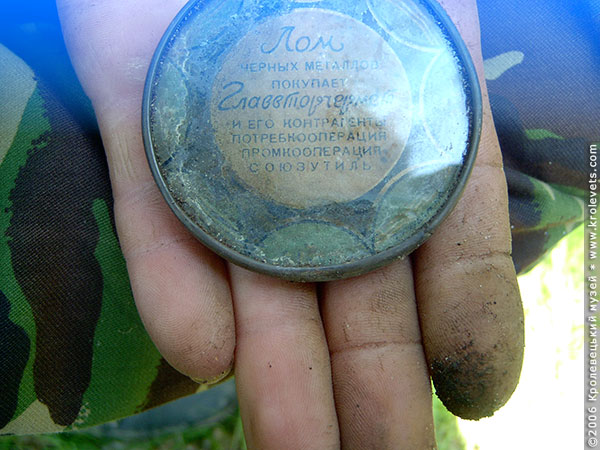 Лом
ЧЕРНЫХ МЕТАЛЛОВ
ПОКУПАЕТ
Главвторчермет
И ЕГО КОНТРАГЕНТЫ
ПОТРЕБКООПЕРАЦИЯ
ПРОМКООПЕРАЦИЯ
СОЮЗУТИЛЬ
©2006 Кролевецький музей * www.krolevets.com